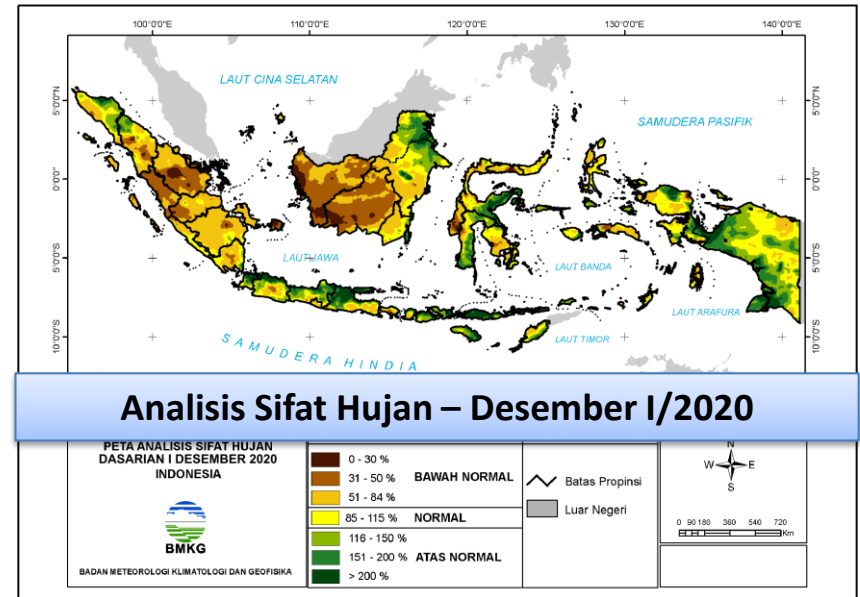 100°0'0"E 110°0'0"E 120°0'0"E 130°0'0"E 140°0'0"E
LAUT CINA SELATAN
5°0'0"N 5°0'0"N
SAMUDERA PASIFIK
0°0'0" 0°0'0"
5°0'0"S 5°0'0"S
LAUT JAWA
LAUT BANDA
LAUT ARAFURA
10°0'0"S 10°0'0"S
LAUT TIMOR
SAMUDERA HINDIA
Analisis Sifat Hujan – Desember I/2020
PETA ANALISIS SIFAT HUJAN
DASARIAN I DESEMBER 2020
INDONESIA
BMKG
BADAN METEOROLOGI KLIMATOLOGI DAN GEOFISIKA
0 - 30 %
31 - 50 % BAWAH NORMAL
51 - 84 %
85 - 115 % NORMAL
116 - 150 %
151 - 200 % ATAS NORMAL
> 200 %
Batas Propinsi
Luar Negeri
N
W E
S
0 90 180 360 540 720
Km